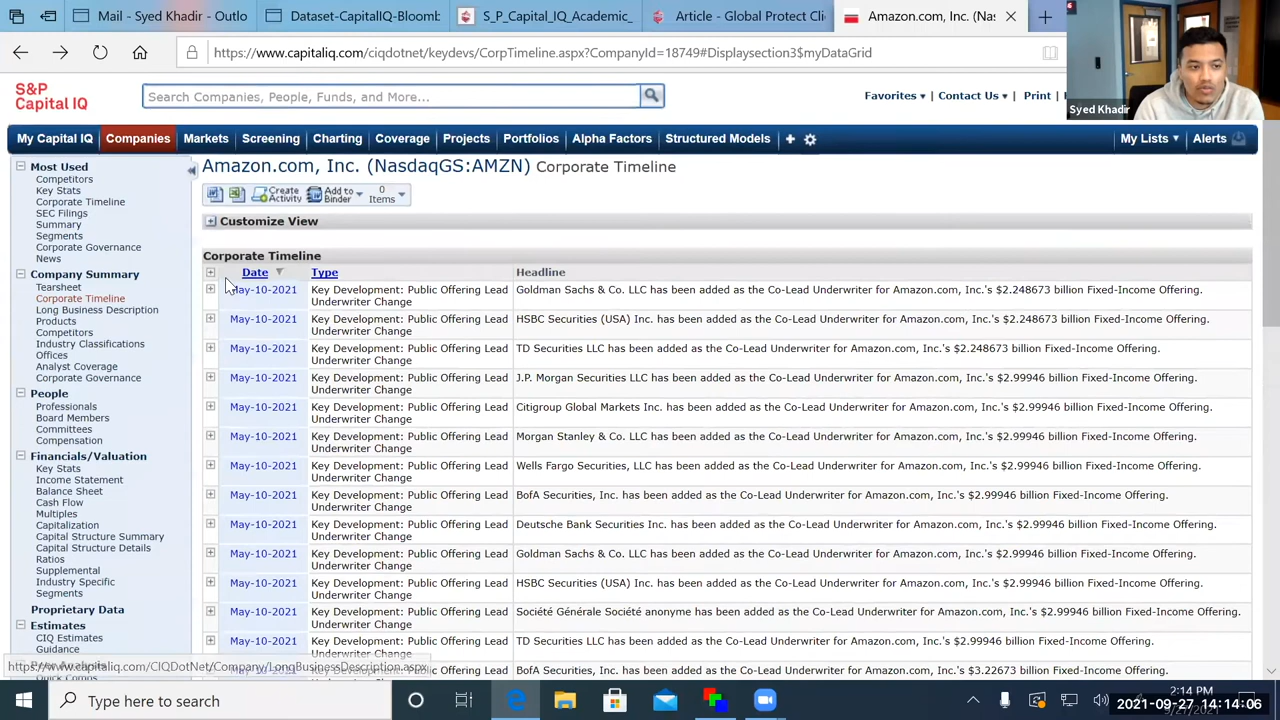 Mail - Syed Khadir - Outlo
Dataset-CapitalIQ-Bloomb
S_P_Capital_IQ_Academic_
Article - Global Protect Cli
Amazon.com, Inc. (Nas
https://www.capitaliq.com/ciqdotnet/keydevs/CorpTimeline.aspx?CompanyId=18749#Displaysection3$myDataGrid
S&P
Capital IQ
Search Companies, People, Funds, and More...
Favorites
Contact Us
Print
Syed Khadir
My Capital IQ
Companies
Markets
Screening
Charting
Coverage
Projects
Portfolios
Alpha Factors
Structured Models
My Lists
Alerts
Most Used
Competitors
Key Stats
Corporate Timeline
SEC Filings
Summary
Segments
Corporate Governance
News
Company Summary
Tearsheet
Corporate Timeline
Long Business Description
Products
Competitors
Industry Classifications
Offices
Analyst Coverage
Corporate Governance
People
Professionals
Board Members
Committees
Compensation
Financials/Valuation
Key Stats
Income Statement
Balance Sheet
Cash Flow
Multiples
Capitalization
Capital Structure Summary
Capital Structure Details
Ratios
Supplemental
Industry Specific
Segments
Proprietary Data
Estimates
CIQ Estimates
Guidance
Amazon.com, Inc. (NasdaqGS:AMZN) Corporate Timeline
Create Activity
Add to Binder
0 Items
Customize View
Corporate Timeline
Date Type Headline
May-10-2021 Key Development: Public Offering Lead Goldman Sachs & Co. LLC has been added as the Co-Lead Underwriter for Amazon.com, Inc.'s $2.248673 billion Fixed-Income Offering.
Underwriter Change
May-10-2021 Key Development: Public Offering Lead HSBC Securities (USA) Inc. has been added as the Co-Lead Underwriter for Amazon.com, Inc.'s $2.248673 billion Fixed-Income Offering.
Underwriter Change
May-10-2021 Key Development: Public Offering Lead TD Securities LLC has been added as the Co-Lead Underwriter for Amazon.com, Inc.'s $2.248673 billion Fixed-Income Offering.
Underwriter Change
May-10-2021 Key Development: Public Offering Lead J.P. Morgan Securities LLC has been added as the Co-Lead Underwriter for Amazon.com, Inc.'s $2.99946 billion Fixed-Income Offering.
Underwriter Change
May-10-2021 Key Development: Public Offering Lead Citigroup Global Markets Inc. has been added as the Co-Lead Underwriter for Amazon.com, Inc.'s $2.99946 billion Fixed-Income Offering.
Underwriter Change
May-10-2021 Key Development: Public Offering Lead Morgan Stanley & Co. LLC has been added as the Co-Lead Underwriter for Amazon.com, Inc.'s $2.99946 billion Fixed-Income Offering.
Underwriter Change
May-10-2021 Key Development: Public Offering Lead Wells Fargo Securities, LLC has been added as the Co-Lead Underwriter for Amazon.com, Inc.'s $2.99946 billion Fixed-Income Offering.
Underwriter Change
May-10-2021 Key Development: Public Offering Lead BofA Securities, Inc. has been added as the Co-Lead Underwriter for Amazon.com, Inc.'s $2.99946 billion Fixed-Income Offering.
Underwriter Change
May-10-2021 Key Development: Public Offering Lead Deutsche Bank Securities Inc. has been added as the Co-Lead Underwriter for Amazon.com, Inc.'s $2.99946 billion Fixed-Income Offering.
Underwriter Change
May-10-2021 Key Development: Public Offering Lead Goldman Sachs & Co. LLC has been added as the Co-Lead Underwriter for Amazon.com, Inc.'s $2.99946 billion Fixed-Income Offering.
Underwriter Change
May-10-2021 Key Development: Public Offering Lead HSBC Securities (USA) Inc. has been added as the Co-Lead Underwriter for Amazon.com, Inc.'s $2.99946 billion Fixed-Income Offering.
Underwriter Change
May-10-2021 Key Development: Public Offering Lead Société Générale Société anonyme has been added as the Co-Lead Underwriter for Amazon.com, Inc.'s $2.99946 billion Fixed-Income Offering.
Underwriter Change
May-10-2021 Key Development: Public Offering Lead TD Securities LLC has been added as the Co-Lead Underwriter for Amazon.com, Inc.'s $2.99946 billion Fixed-Income Offering.
Underwriter Change
May-10-2021 Key Development: Public Offering Lead BofA Securities, Inc. has been added as the Co-Lead Underwriter for Amazon.com, Inc.'s $3.22673 billion Fixed-Income Offering.
https://www.capitaliq.com/CIQDotNet/Company/LongBusinessDescription.aspx
Type here to search
2:14 PM
2021-09-27 14:14:06